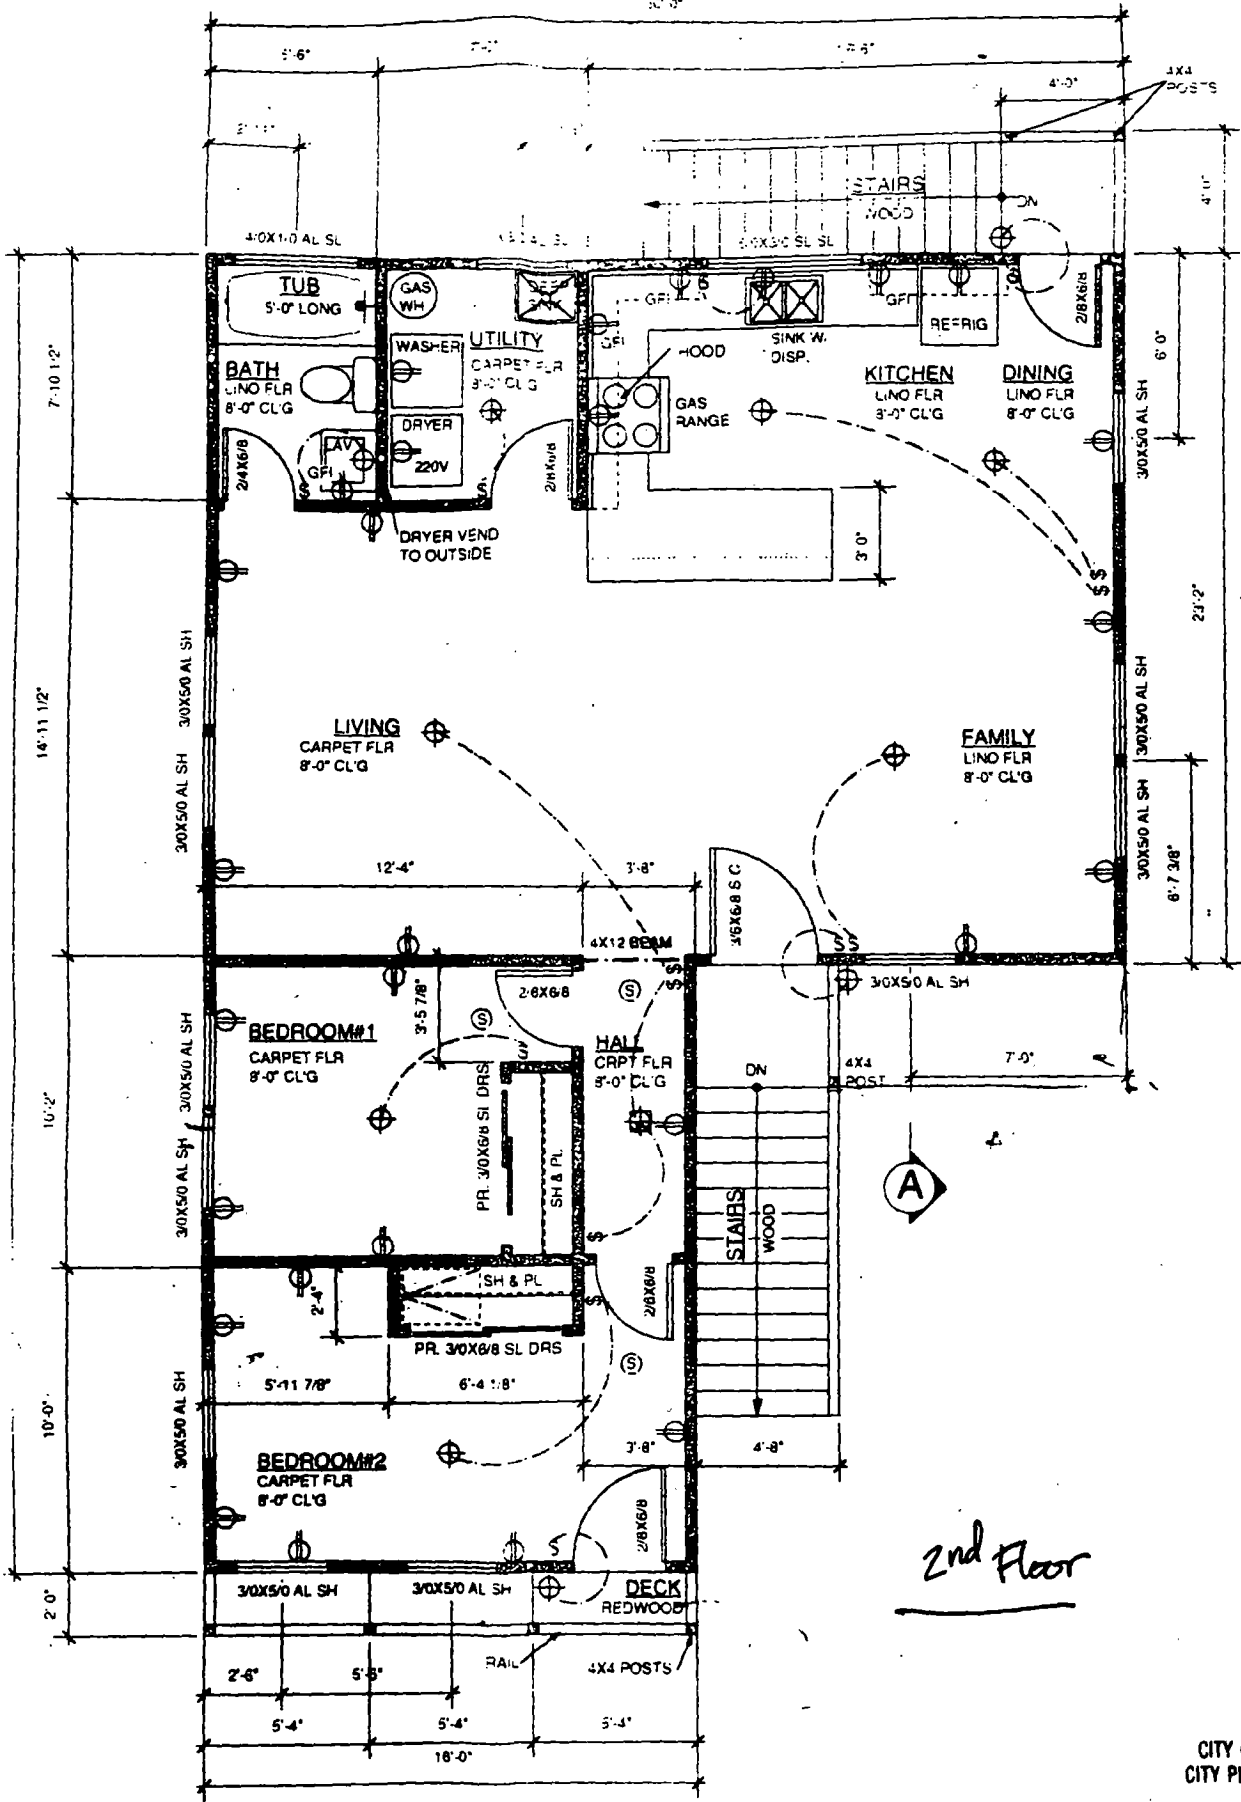 5'-6"
4'-0"
4X4
POSTS
STAIRS
WOOD
DN
4'-0"
4/0X1/0 AL SL
TUB
5'-0" LONG
GAS
WH
WASHER
UTILITY
CARPET FLR
8'-0" CL'G
GFI
GFI
GFI
SINK W.
DISP.
HOOD
REFRIG
2/8X6/8
6'0"
7'-10 1/2"
BATH
LINO FLR
8'-0" CL'G
KITCHEN
LINO FLR
8'-0" CL'G
DINING
LINO FLR
8'-0" CL'G
GAS
RANGE
DRYER
220V
LAV
GFI
2/4X6/8
2/8X6/8
3/0X5/0 AL SH
DRYER VEND
TO OUTSIDE
3'0"
23'-2"
14'-11 1/2"
3/0X5/0 AL SH
3/0X5/0 AL SH
LIVING
CARPET FLR
8'-0" CL'G
FAMILY
LINO FLR
8'-0" CL'G
3/0X5/0 AL SH
3/0X5/0 AL SH
6'-7 3/8"
12'-4"
3'-8"
3/6X6/8 S C
4X12 BEAM
3/0X5/0 AL SH
2/6X6/8
3'-5 7/8"
BEDROOM#1
CARPET FLR
8'-0" CL'G
HALL
CRPT FLR
8'-0" CL'G
DN
4X4
POST
7'-0"
10'-2"
3/0X5/0 AL SH
3/0X5/0 AL SH
PR. 3/0X6/8 SL DRS
SH & PL
STAIRS
WOOD
A
SH & PL
2'-4"
2/6X6/8
PR. 3/0X6/8 SL DRS
5'-11 7/8"
6'-4 1/8"
3/0X5/0 AL SH
10'-0"
BEDROOM#2
CARPET FLR
8'-0" CL'G
3'-8"
4'-8"
2/8X6/8
2nd Floor
3/0X5/0 AL SH
3/0X5/0 AL SH
DECK
REDWOOD
2'0"
RAIL
4X4 POSTS
2'-6"
5'-6"
5'-4"
5'-4"
5'-4"
16'-0"
CITY
CITY